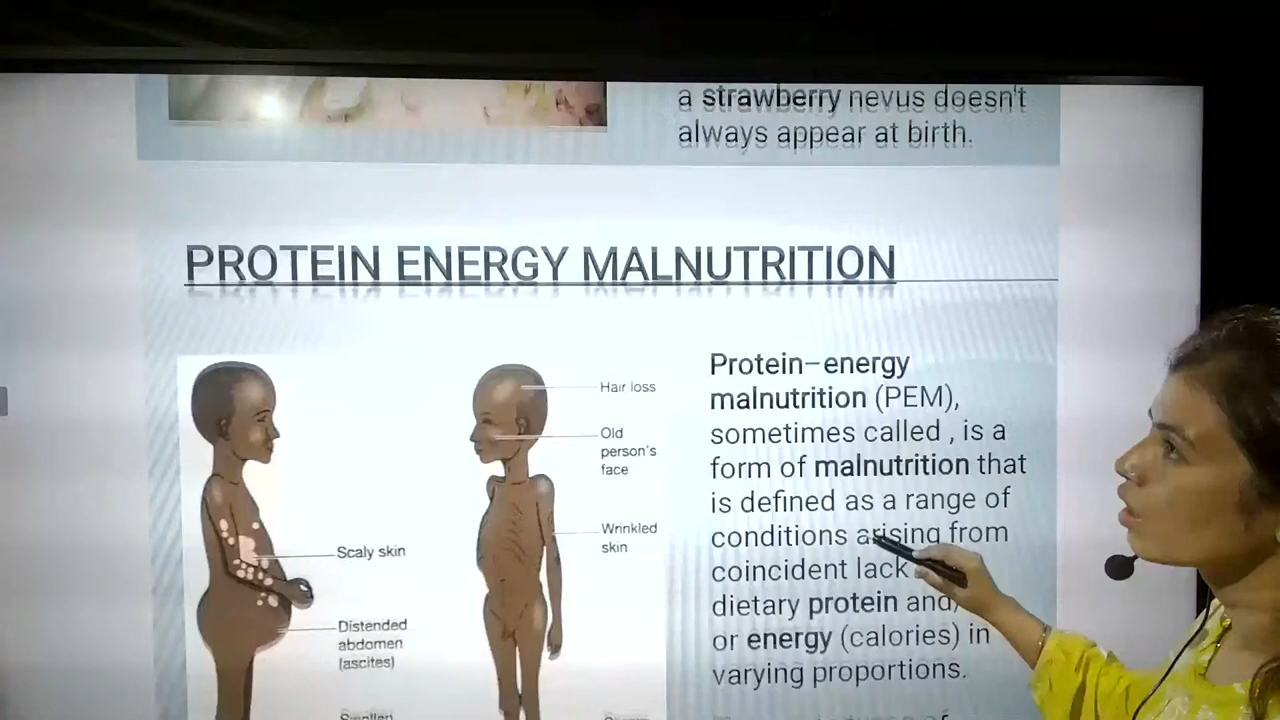 a strawberry nevus doesn't
always appear at birth.
PROTEIN ENERGY MALNUTRITION
Protein-energy
malnutrition (PEM),
sometimes called , is a
form of malnutrition that
is defined as a range of
conditions arising from
coincident lack
dietary protein and/
or energy (calories) in
varying proportions.
Hair loss
Old
person's
face
Wrinkled
skin
Scaly skin
Distended
abdomen
(ascites)
Swollen